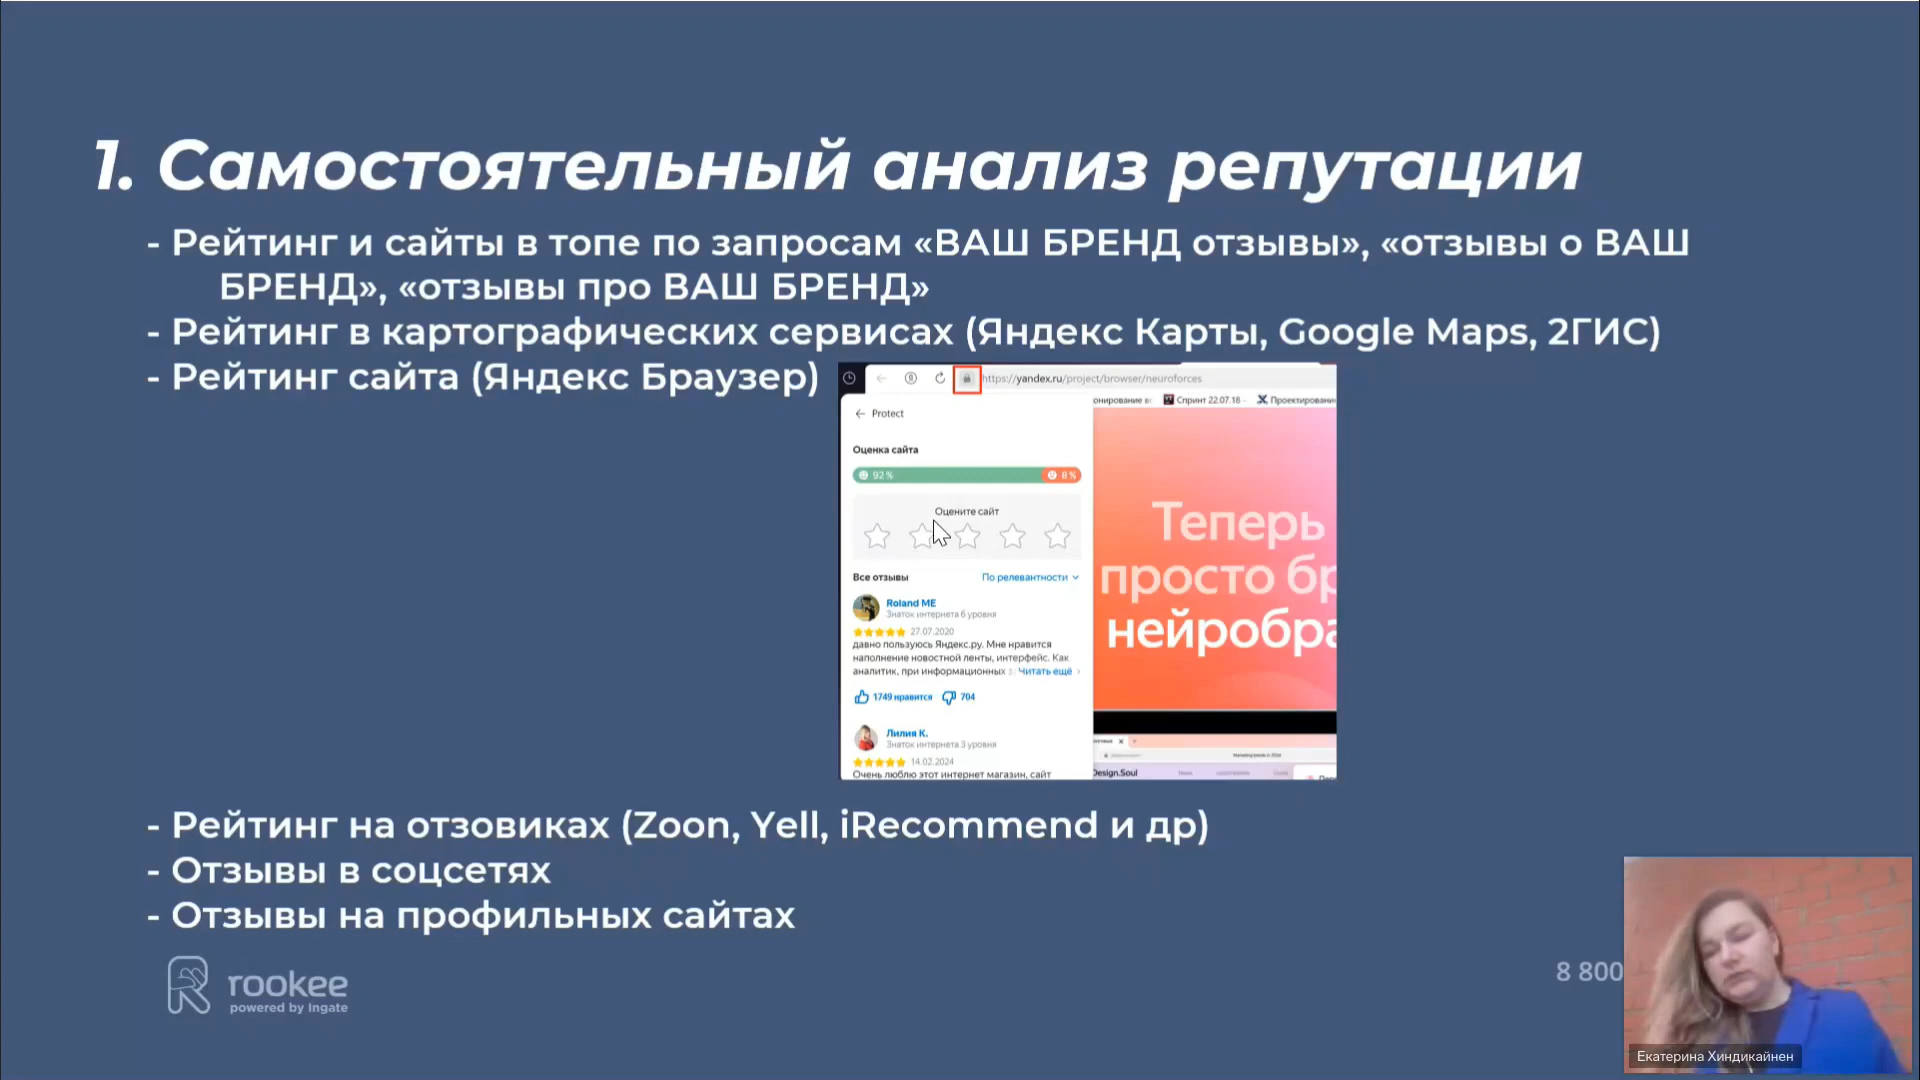 1. Самостоятельный анализ репутации
- Рейтинг и сайты в топе по запросам «ВАШ БРЕНД отзывы», «отзывы о ВАШ
БРЕНД», «отзывы про ВАШ БРЕНД»
- Рейтинг в картографических сервисах (Яндекс Карты, Google Maps, 2ГИС)
- Рейтинг сайта (Яндекс Браузер)
https://yandex.ru/project/browser/neuroforces
Спринт 22.07.18 -
Проектировани
← Protect
Оценка сайта
92 %
8 %
Оцените сайт
Все отзывы
По релевантности
Roland ME
Знаток интернета 6 уровня
27.07.2020
давно пользуюсь Яндекс.ру. Мне нравится
наполнение новостной ленты, интерфейс. Как
аналитик, при информационных
Читать ещё
1749 нравится
704
Лилия К.
Знаток интернета 3 уровня
14.02.2024
Очень люблю этот интернет магазин, сайт
Теперь
просто бр
нейробра
Design.Soul
- Рейтинг на отзовиках (Zoon, Yell, iRecommend и др)
- Отзывы в соцсетях
- Отзывы на профильных сайтах
rookee
powered by Ingate
8 800
Екатерина Хиндикайнен